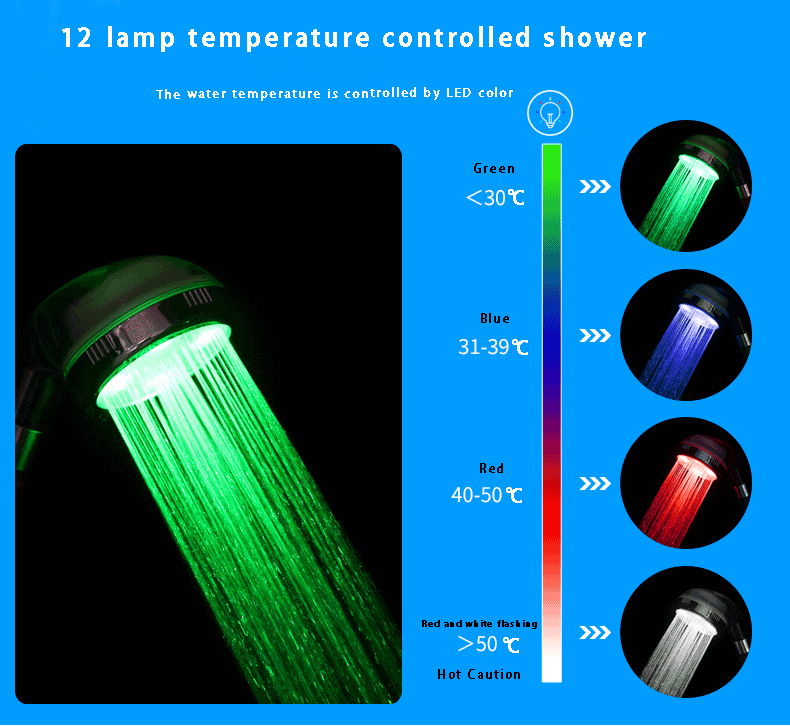 12 lamp temperature controlled shower
The water temperature is controlled by LED color
Green
<30℃
Blue
31-39℃
Red
40-50℃
Red and white flashing
>50℃
Hot Caution